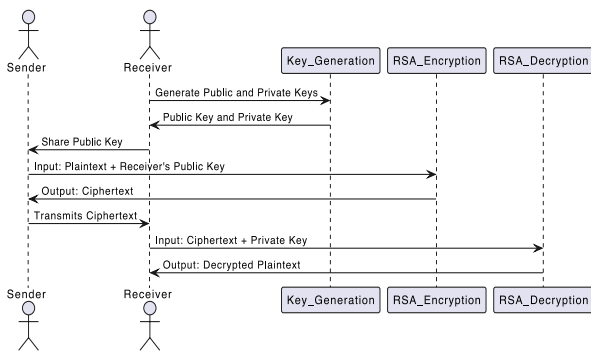 Sender
Receiver
Key_Generation
RSA_Encryption
RSA_Decryption
Generate Public and Private Keys
Public Key and Private Key
Share Public Key
Input: Plaintext + Receiver's Public Key
Output: Ciphertext
Transmits Ciphertext
Input: Ciphertext + Private Key
Output: Decrypted Plaintext
Sender
Receiver
Key_Generation
RSA_Encryption
RSA_Decryption